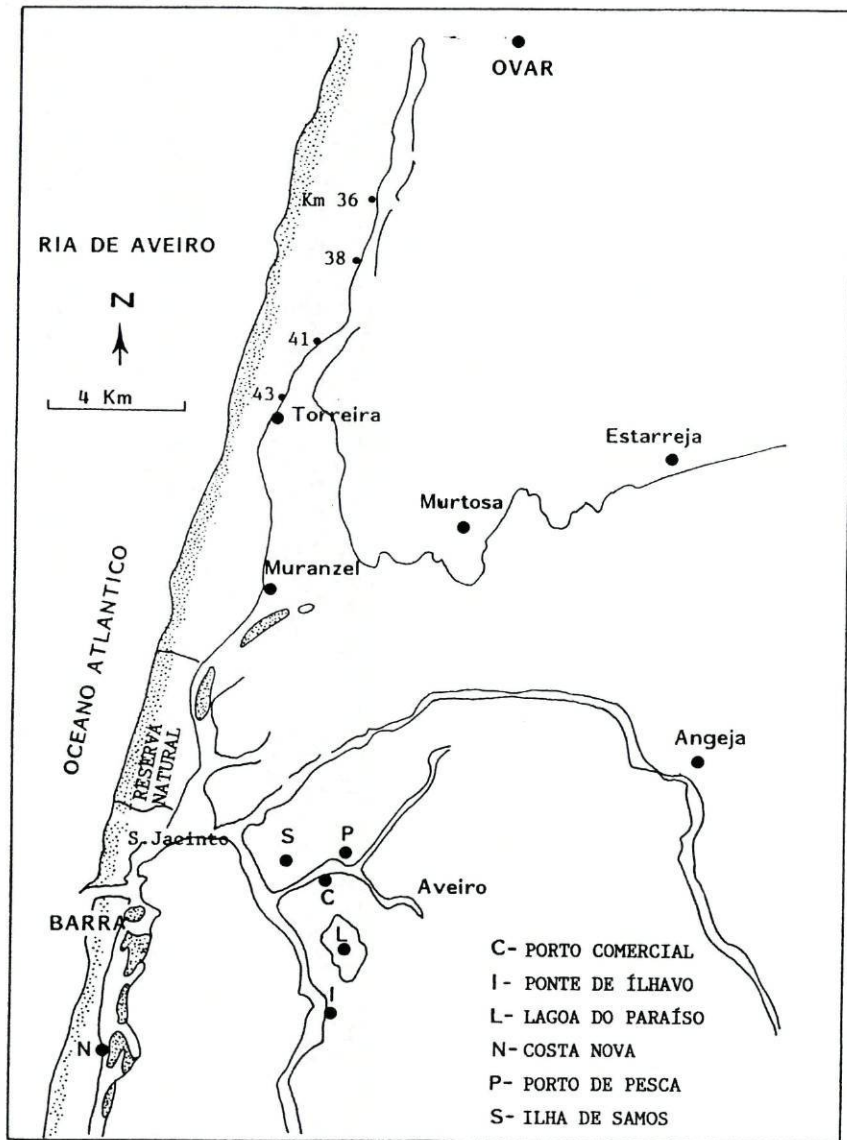 OVAR
Km 36
RIA DE AVEIRO
38
N
41
4 Km
43
Torreira
Estarreja
Murtosa
OCEANO ATLANTICO
Muranzel
RESERVA
NATURAL
Angeja
S.Jacinto
S
P
C
Aveiro
BARRA
L
I
N
C- PORTO COMERCIAL
I- PONTE DE ÍLHAVO
L- LAGOA DO PARAÍSO
N- COSTA NOVA
P- PORTO DE PESCA
S- ILHA DE SAMOS